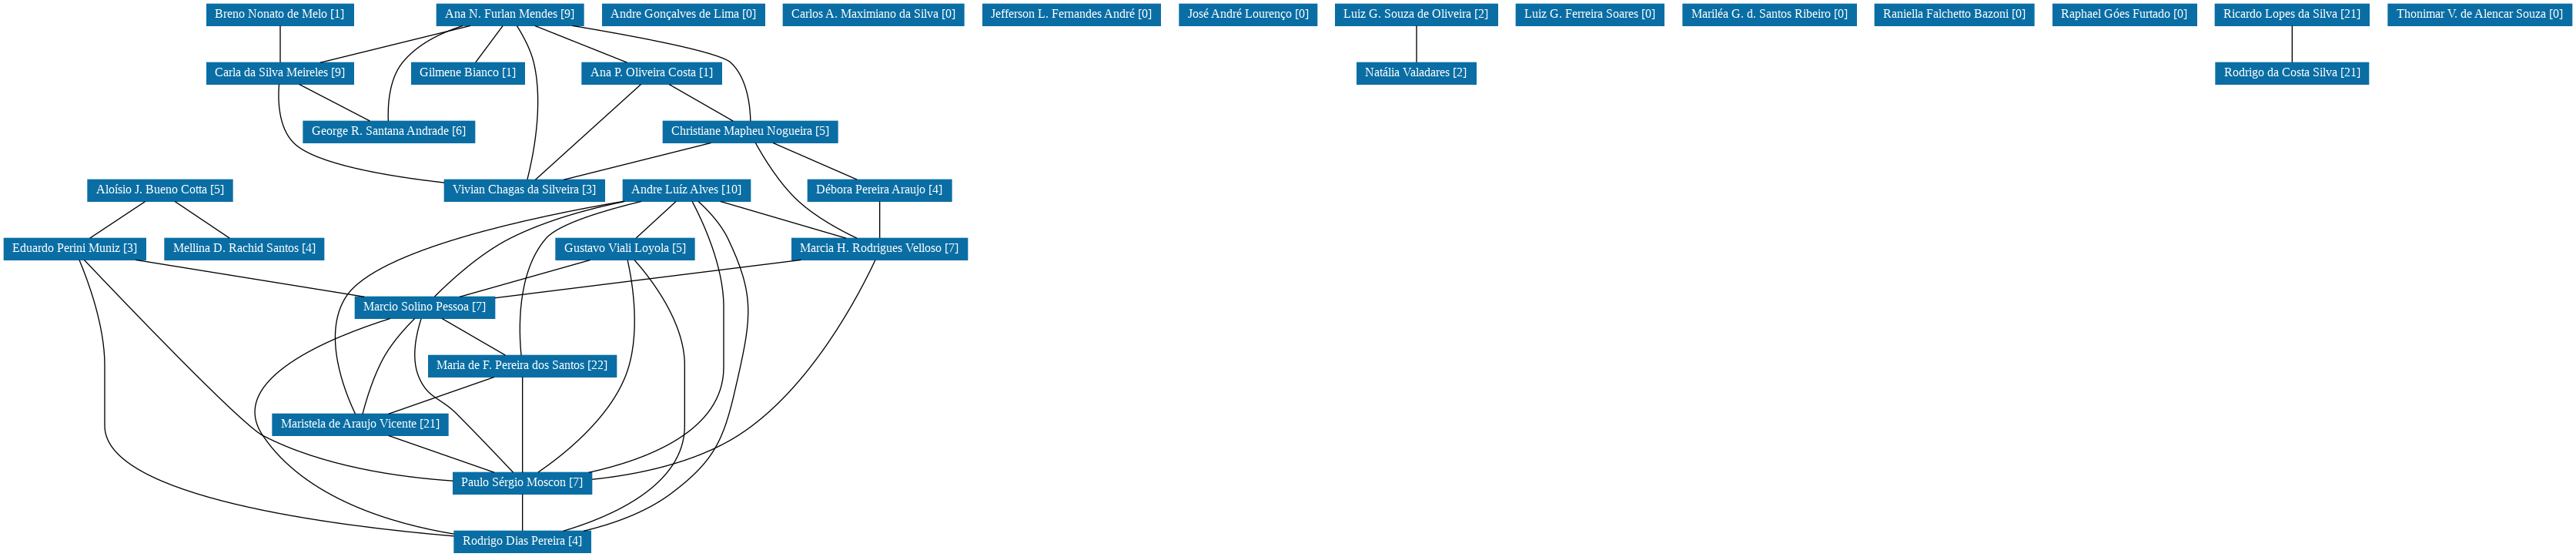 Breno Nonato de Melo [1]
Ana N. Furlan Mendes [9]
Andre Gonçalves de Lima [0]
Carlos A. Maximiano da Silva [0]
Jefferson L. Fernandes André [0]
José André Lourenço [0]
Luiz G. Souza de Oliveira [2]
Luiz G. Ferreira Soares [0]
Mariléa G. d. Santos Ribeiro [0]
Raniella Falchetto Bazoni [0]
Raphael Góes Furtado [0]
Ricardo Lopes da Silva [21]
Thonimar V. de Alencar Souza [0]
Carla da Silva Meireles [9]
Gilmene Bianco [1]
Ana P. Oliveira Costa [1]
Natália Valadares [2]
Rodrigo da Costa Silva [21]
George R. Santana Andrade [6]
Christiane Mapheu Nogueira [5]
Aloísio J. Bueno Cotta [5]
Vivian Chagas da Silveira [3]
Andre Luíz Alves [10]
Débora Pereira Araujo [4]
Eduardo Perini Muniz [3]
Mellina D. Rachid Santos [4]
Gustavo Viali Loyola [5]
Marcia H. Rodrigues Velloso [7]
Marcio Solino Pessoa [7]
Maria de F. Pereira dos Santos [22]
Maristela de Araujo Vicente [21]
Paulo Sérgio Moscon [7]
Rodrigo Dias Pereira [4]